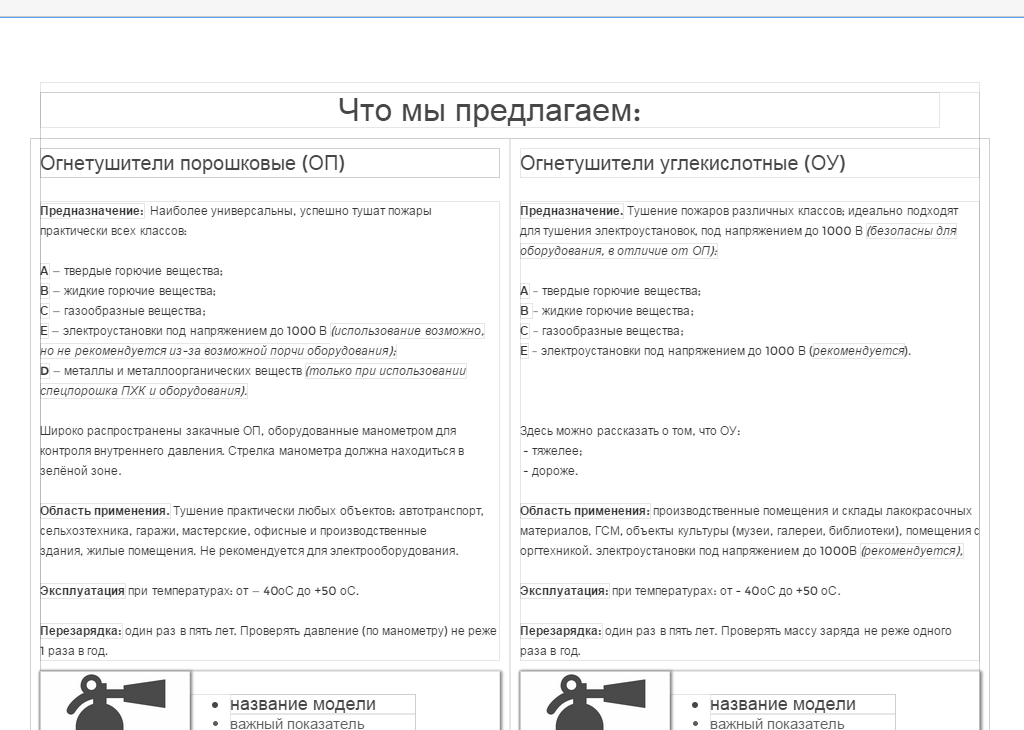 Что мы предлагаем:
Огнетушители порошковые (ОП)
Предназначение: Наиболее универсальны, успешно тушат пожары
практически всех классов:
A – твердые горючие вещества;
B – жидкие горючие вещества;
C – газообразные вещества;
E – электроустановки под напряжением до 1000 В (использование возможно,
но не рекомендуется из-за возможной порчи оборудования);
D – металлы и металлоорганических веществ (только при использовании
спецпорошка ПХК и оборудования).
Широко распространены закачные ОП, оборудованные манометром для
контроля внутреннего давления. Стрелка манометра должна находиться в
зелёной зоне.
Область применения. Тушение практически любых объектов: автотранспорт,
сельхозтехника, гаражи, мастерские, офисные и производственные
здания, жилые помещения. Не рекомендуется для электрооборудования.
Эксплуатация при температурах: от – 40оС до +50 оС.
Перезарядка: один раз в пять лет. Проверять давление (по манометру) не реже
1 раза в год.
• название модели
• важный показатель
Огнетушители углекислотные (ОУ)
Предназначение. Тушение пожаров различных классов; идеально подходят
для тушения электроустановок, под напряжением до 1000 В (безопасны для
оборудования, в отличие от ОП):
A - твердые горючие вещества;
B - жидкие горючие вещества;
C - газообразные вещества;
E - электроустановки под напряжением до 1000 В (рекомендуется).
Здесь можно рассказать о том, что ОУ:
- тяжелее;
- дороже.
Область применения: производственные помещения и склады лакокрасочных
материалов, ГСМ, объекты культуры (музеи, галереи, библиотеки), помещения с
оргтехникой. электроустановки под напряжением до 1000В (рекомендуется),
Эксплуатация: при температурах: от - 40оС до +50 оС.
Перезарядка: один раз в пять лет. Проверять массу заряда не реже одного
раза в год.
• название модели
• важный показатель